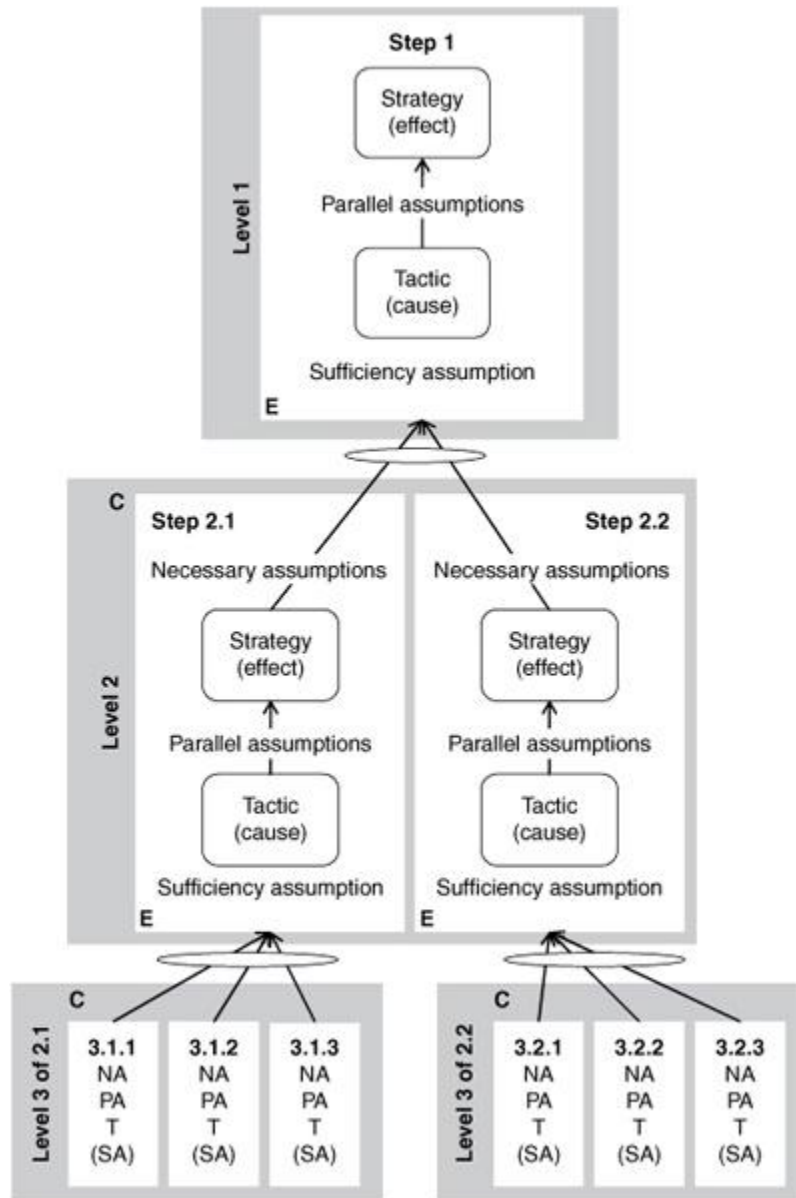 Level 1
Step 1
Strategy
(effect)
Parallel assumptions
Tactic
(cause)
Sufficiency assumption
E
Level 2
C
Step 2.1
Necessary assumptions
Strategy
(effect)
Parallel assumptions
Tactic
(cause)
Sufficiency assumption
E
Step 2.2
Necessary assumptions
Strategy
(effect)
Parallel assumptions
Tactic
(cause)
Sufficiency assumption
E
Level 3 of 2.1
C
3.1.1
NA
PA
T
(SA)
3.1.2
NA
PA
T
(SA)
3.1.3
NA
PA
T
(SA)
Level 3 of 2.2
C
3.2.1
NA
PA
T
(SA)
3.2.2
NA
PA
T
(SA)
3.2.3
NA
PA
T
(SA)